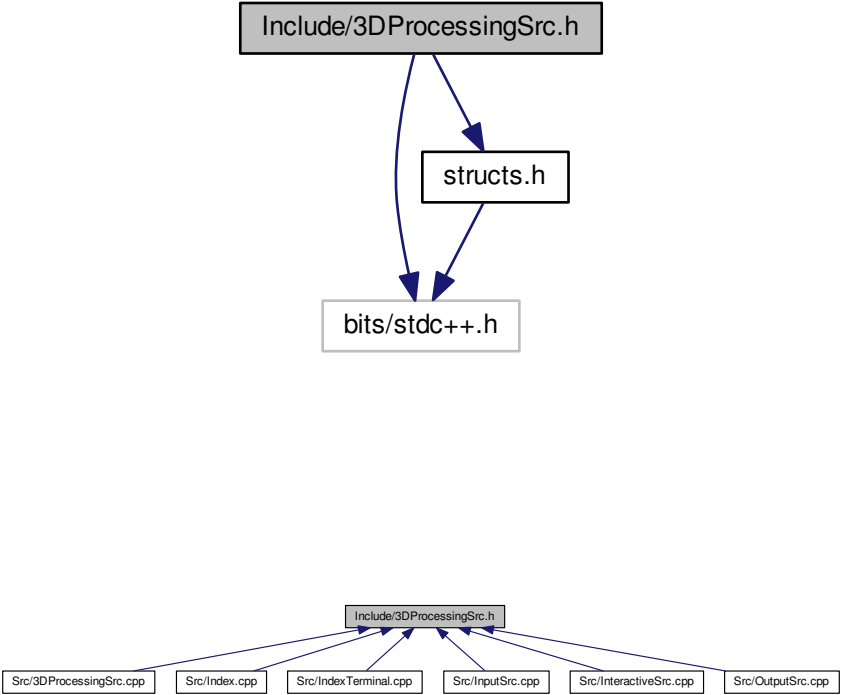 Include/3DProcessingSrc.h
structs.h
bits/stdc++.h
Include/3DProcessingSrc.h
Src/3DProcessingSrc.cpp
Src/Index.cpp
Src/IndexTerminal.cpp
Src/InputSrc.cpp
Src/InteractiveSrc.cpp
Src/OutputSrc.cpp